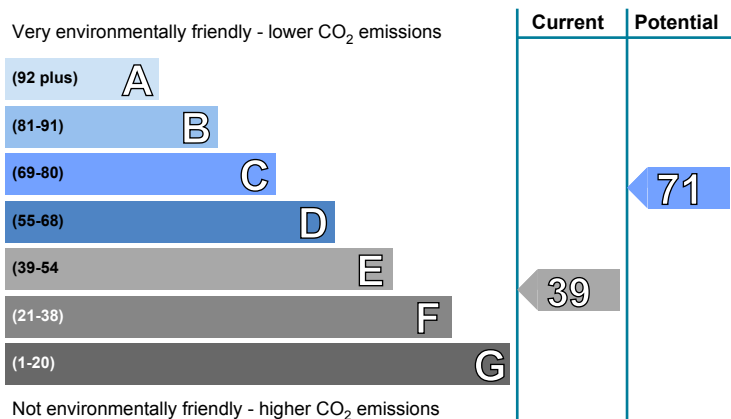 Very environmentally friendly - lower CO2 emissions
Current
Potential
(92 plus) A
(81-91) B
(69-80) C
71
(55-68) D
(39-54 E
39
(21-38) F
(1-20) G
Not environmentally friendly - higher CO2 emissions